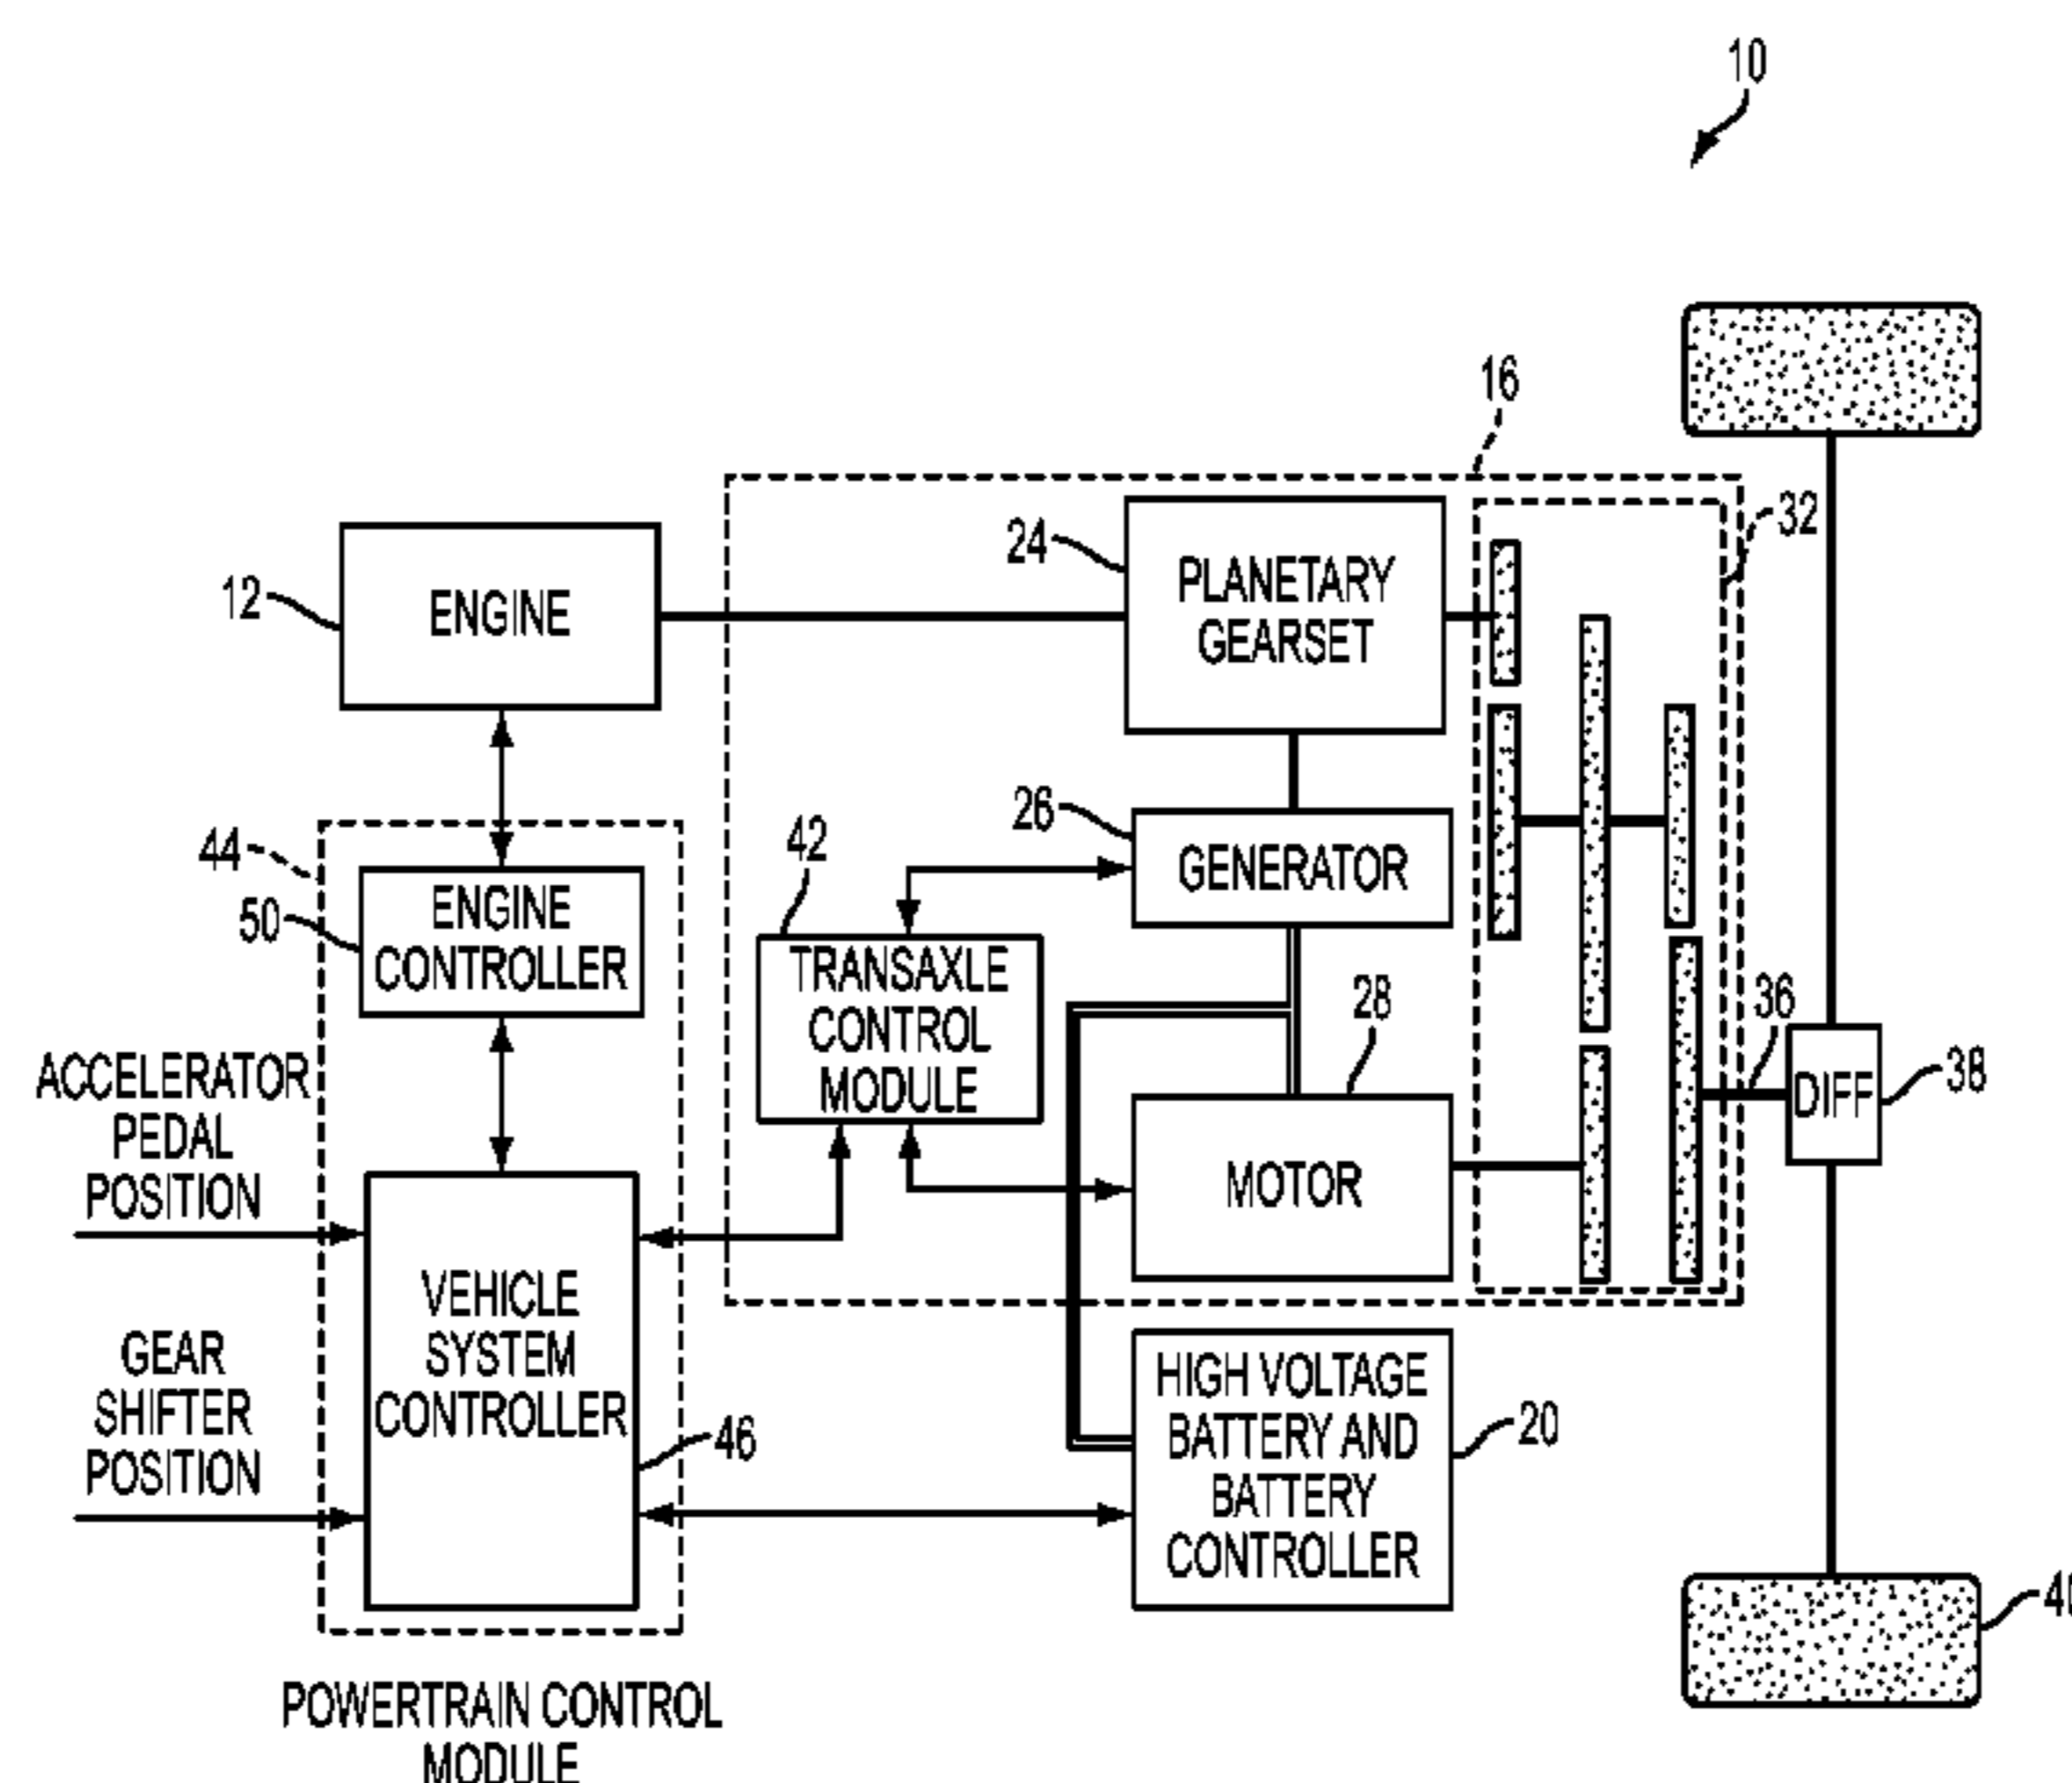 10
16
32
24
PLANETARY
GEARSET
12
ENGINE
26
GENERATOR
42
44
50
ENGINE
CONTROLLER
TRANSAXLE
CONTROL
MODULE
28
36
DIFF
38
ACCELERATOR
PEDAL
POSITION
MOTOR
VEHICLE
SYSTEM
CONTROLLER
46
GEAR
SHIFTER
POSITION
HIGH VOLTAGE
BATTERY AND
BATTERY
CONTROLLER
20
40
POWERTRAIN CONTROL
MODULE